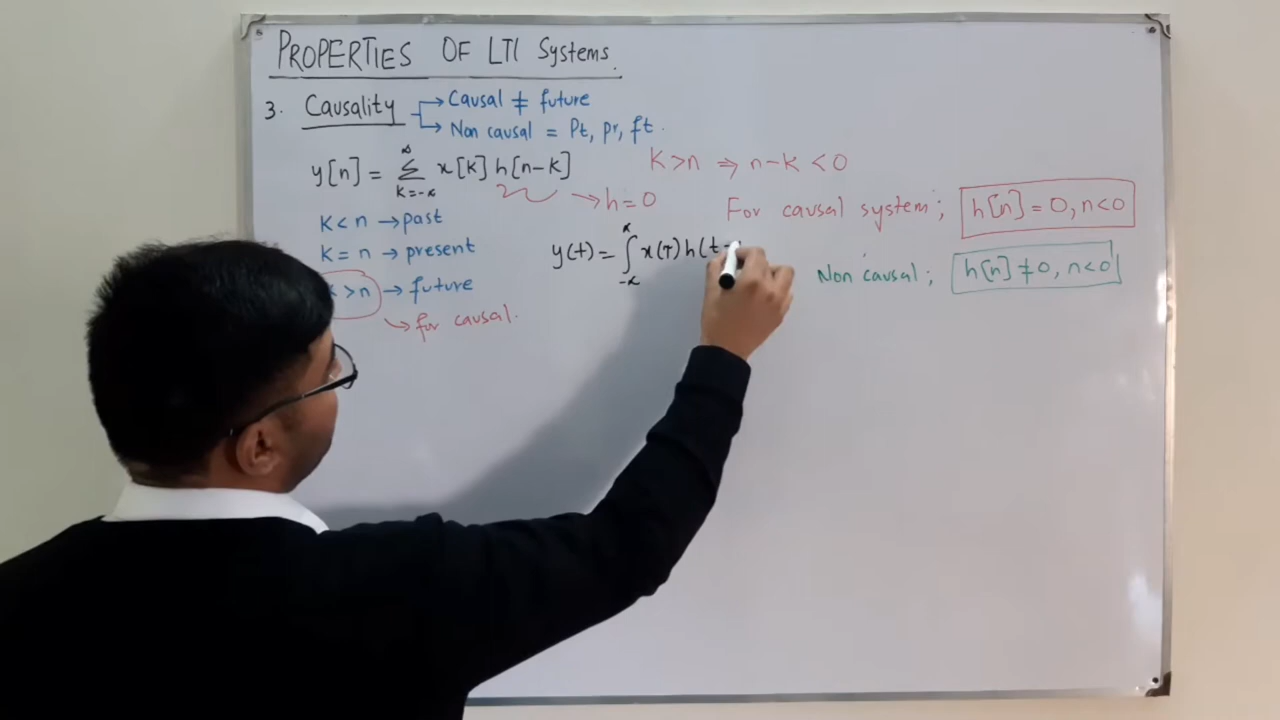 PROPERTIES OF LTI Systems.
3. Causality → Causal ≠ future
→ Non causal = Pt, pr, ft.
y[n] = ∞ Σ k=-∞ x[k] h[n-k]
→ h=0
K>n ⇒ n-k < 0
For causal system; h[n] = 0, n<0
Non causal; h[n] ≠0, n<0
K< n → past
K= n → present
>n → future
↳ for causal.
y(t) = ∞ ∫ -∞ x(τ) h(t-